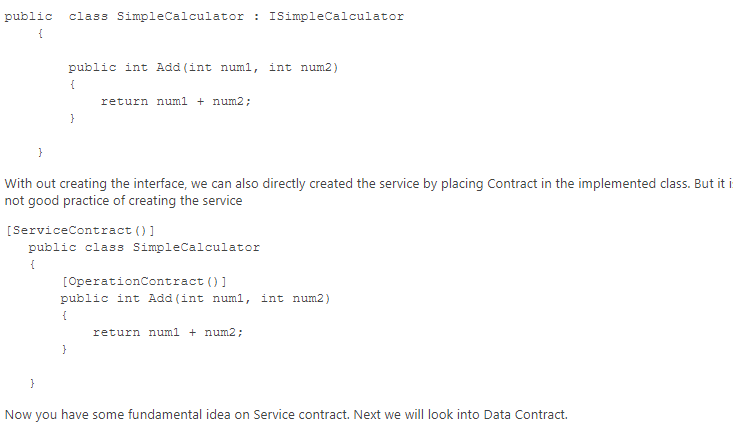 public  class SimpleCalculator : ISimpleCalculator
{
public int Add(int num1, int num2)
{
return num1 + num2;
}
}
With out creating the interface, we can also directly created the service by placing Contract in the implemented class. But it i
not good practice of creating the service
[ServiceContract()]
public class SimpleCalculator
{
[OperationContract()]
public int Add(int num1, int num2)
{
return num1 + num2;
}
}
Now you have some fundamental idea on Service contract. Next we will look into Data Contract.